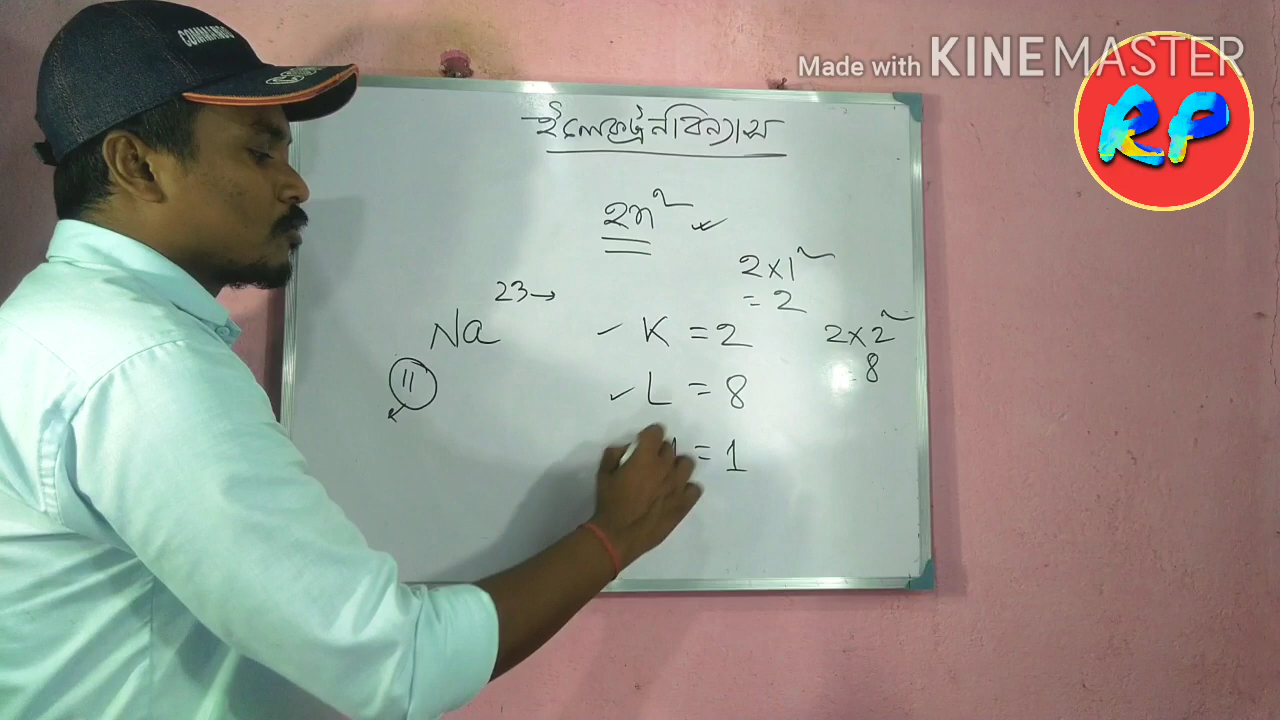 COMMANDO
Made with KINEMASTER
RP
ইলেকট্রনবিন্যাস
2n²
2×1²
= 2
23→
Na
11
K = 2
2×2²
= 8
L = 8
= 1